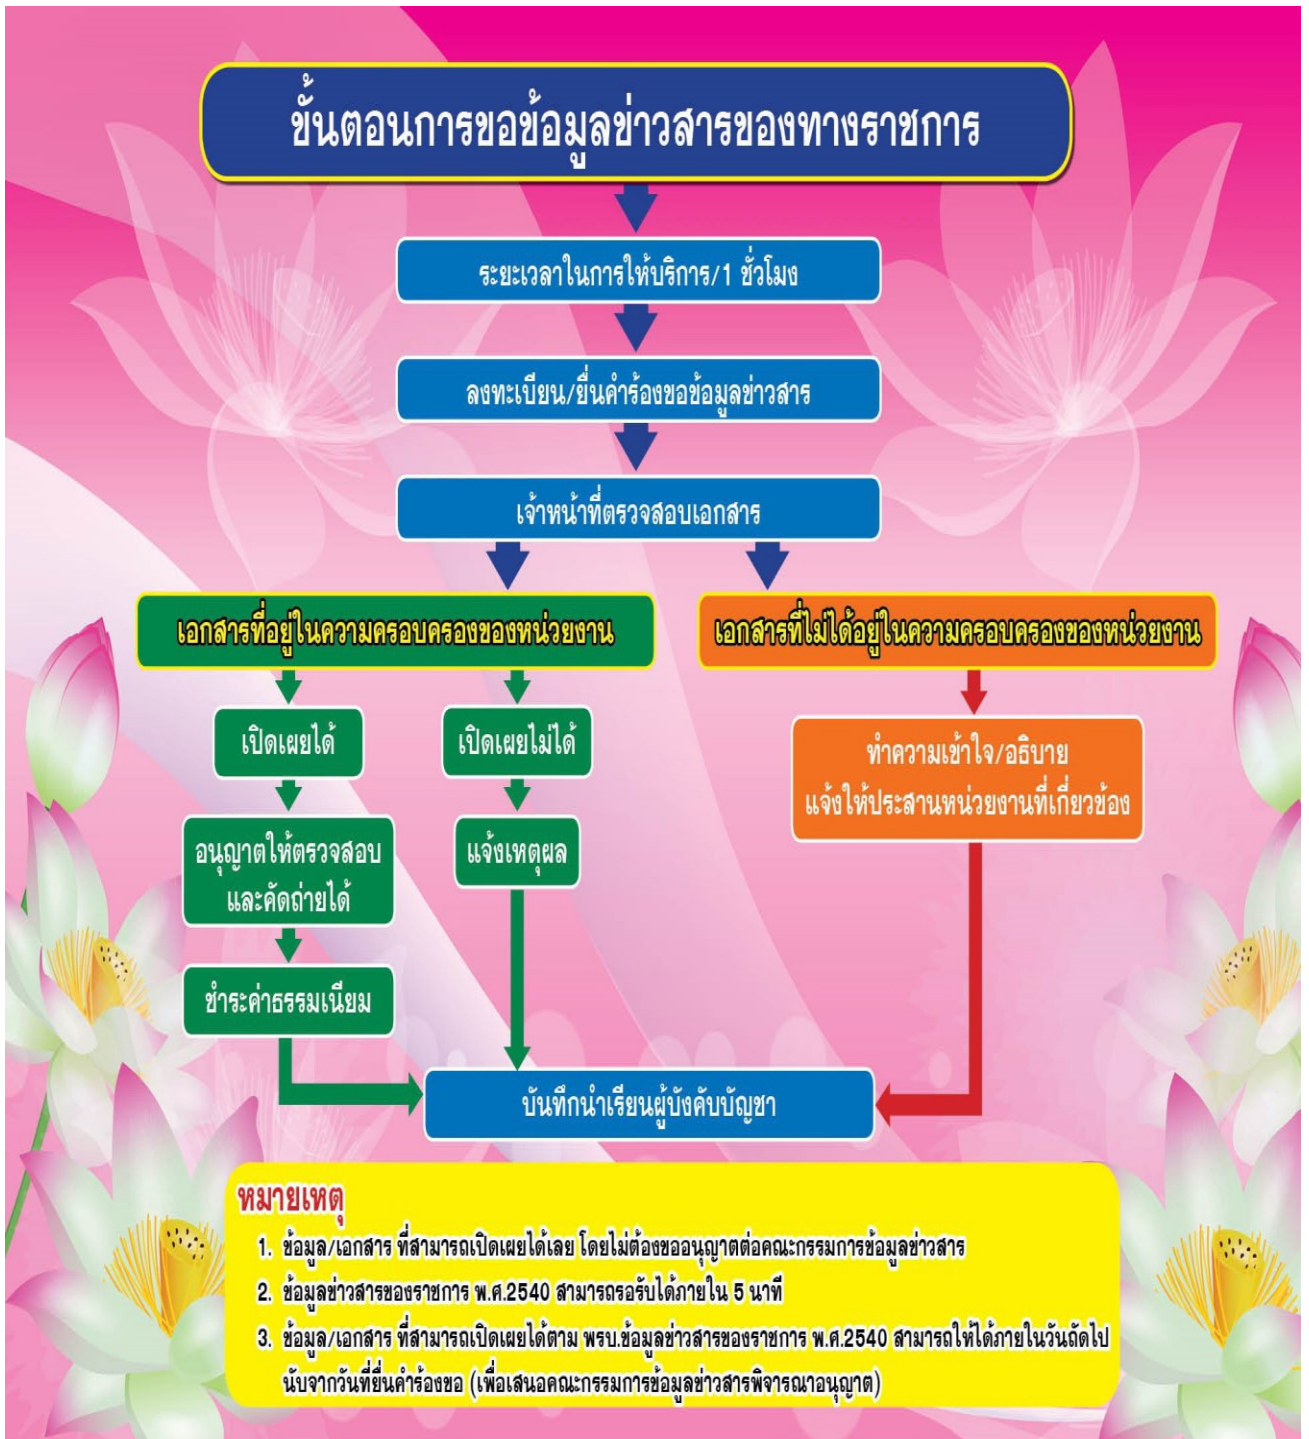 ขั้นตอนการขอข้อมูลข่าวสารของทางราชการ
ระยะเวลาในการให้บริการ/1 ชั่วโมง
ลงทะเบียน/ยื่นคำร้องขอข้อมูลข่าวสาร
เจ้าหน้าที่ตรวจสอบเอกสาร
เอกสารที่อยู่ในความครอบครองของหน่วยงาน
เอกสารที่ไม่ได้อยู่ในความครอบครองของหน่วยงาน
เปิดเผยได้
เปิดเผยไม่ได้
ทำความเข้าใจ/อธิบาย
แจ้งให้ประสานหน่วยงานที่เกี่ยวข้อง
อนุญาตให้ตรวจสอบ
และคัดถ่ายได้
แจ้งเหตุผล
ชำระค่าธรรมเนียม
บันทึกนำเรียนผู้บังคับบัญชา
หมายเหตุ
1. ข้อมูล/เอกสาร ที่สามารถเปิดเผยได้เลย โดยไม่ต้องขออนุญาตต่อคณะกรรมการข้อมูลข่าวสาร
2. ข้อมูลข่าวสารของราชการ พ.ศ.2540 สามารถรอรับได้ภายใน 5 นาที
3. ข้อมูล/เอกสาร ที่สามารถเปิดเผยได้ตาม พรบ.ข้อมูลข่าวสารของราชการ พ.ศ.2540 สามารถให้ได้ภายในวันถัดไป
นับจากวันที่ยื่นคำร้องขอ (เพื่อเสนอคณะกรรมการข้อมูลข่าวสารพิจารณาอนุญาต)